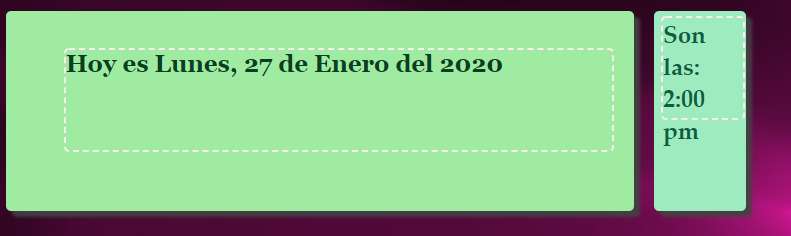 Hoy es Lunes, 27 de Enero del 2020
Son
las:
2:00
pm